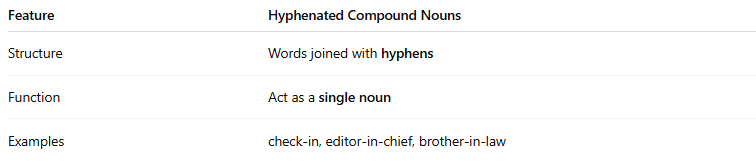 Feature Hyphenated Compound Nouns
Structure Words joined with hyphens
Function Act as a single noun
Examples check-in, editor-in-chief, brother-in-law